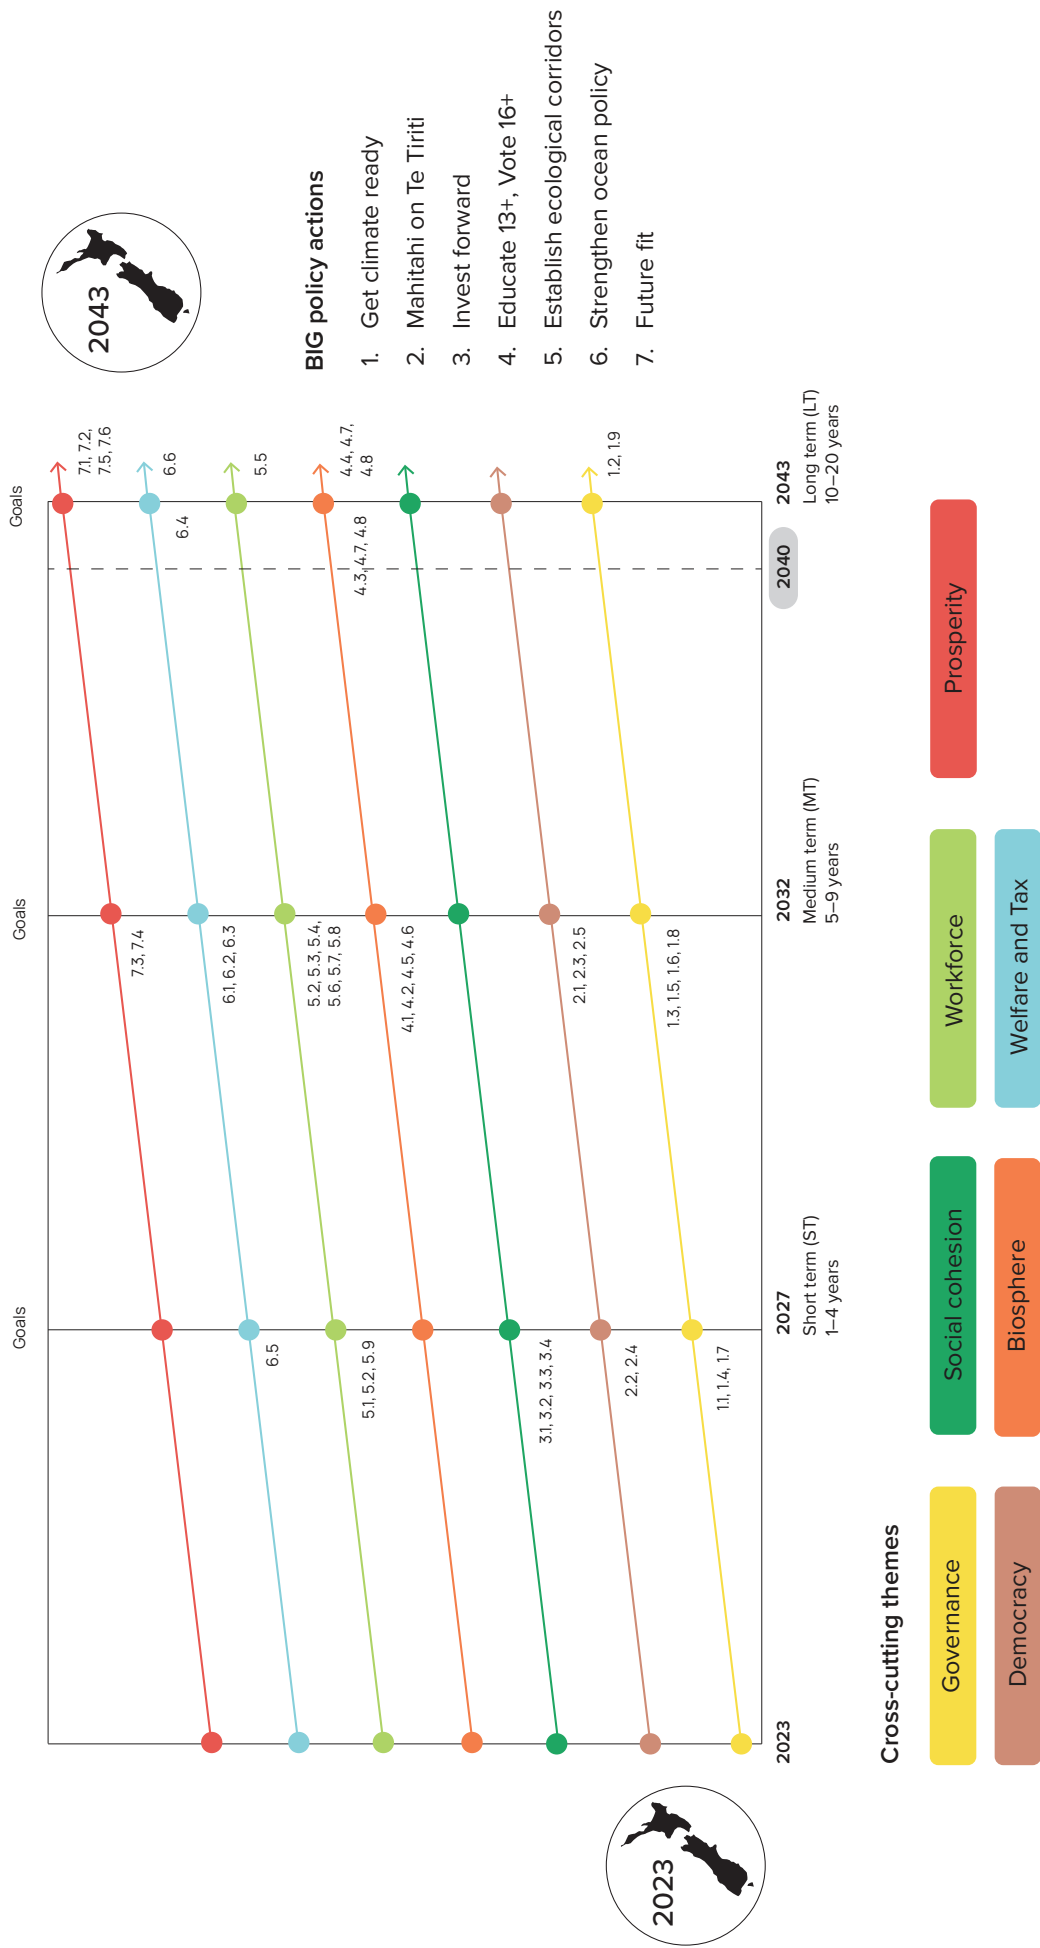 2043
Goals
Goals
Goals
7.1, 7.2,
7.5, 7.6
7.3, 7.4
6.6
6.4
6.1, 6.2, 6.3
6.5
5.5
5.2, 5.3, 5.4,
5.6, 5.7, 5.8
5.1, 5.2, 5.9
4.4, 4.7,
4.8
4.3, 4.7, 4.8
4.1, 4.2, 4.5, 4.6
3.1, 3.2, 3.3, 3.4
2.1, 2.3, 2.5
2.2, 2.4
1.2, 1.9
1.3, 1.5, 1.6, 1.8
1.1, 1.4, 1.7
2023
2023
2027
Short term (ST)
1–4 years
2032
Medium term (MT)
5–9 years
2040
2043
Long term (LT)
10–20 years
BIG policy actions
1. Get climate ready
2. Mahitahi on Te Tiriti
3. Invest forward
4. Educate 13+, Vote 16+
5. Establish ecological corridors
6. Strengthen ocean policy
7. Future fit
Cross-cutting themes
Governance
Social cohesion
Workforce
Prosperity
Democracy
Biosphere
Welfare and Tax